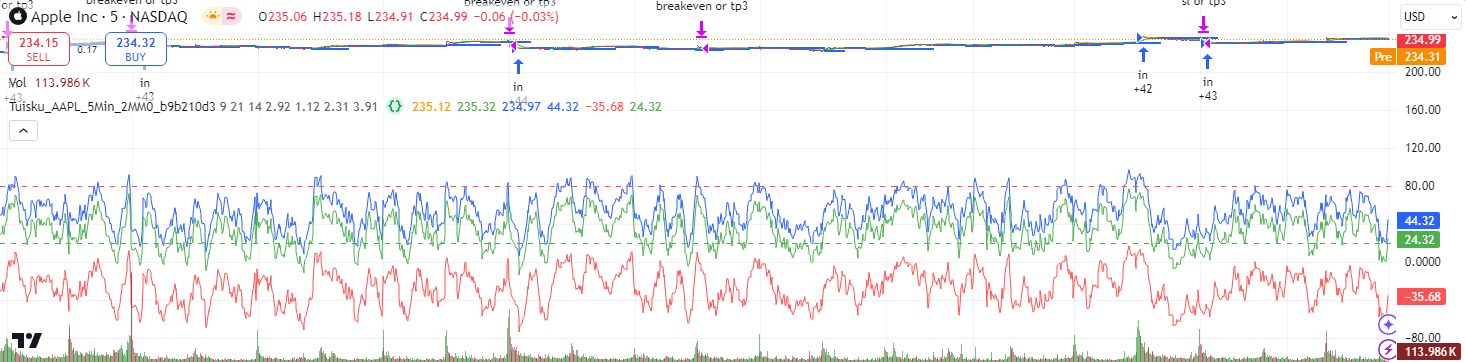 or tp3
breakeven or tp3
breakeven or tp3
breakeven or tp3
sl or tp3
Apple Inc · 5 · NASDAQ
O235.06 H235.18 L234.91 C234.99 −0.06 (−0.03%)
USD
234.15
SELL
0.17
234.32
BUY
234.99
Pre 234.31
200.00
Vol 113.986 K
in
in
in
in
+43
+43
+44
+42
+43
Tuisku_AAPL_5Min_2MM0_b9b210d3 9 21 14 2.92 1.12 2.31 3.91 {} 235.12 235.32 234.97 44.32 −35.68 24.32
160.00
120.00
80.00
44.32
24.32
0.0000
−35.68
−80.00
113.986 K